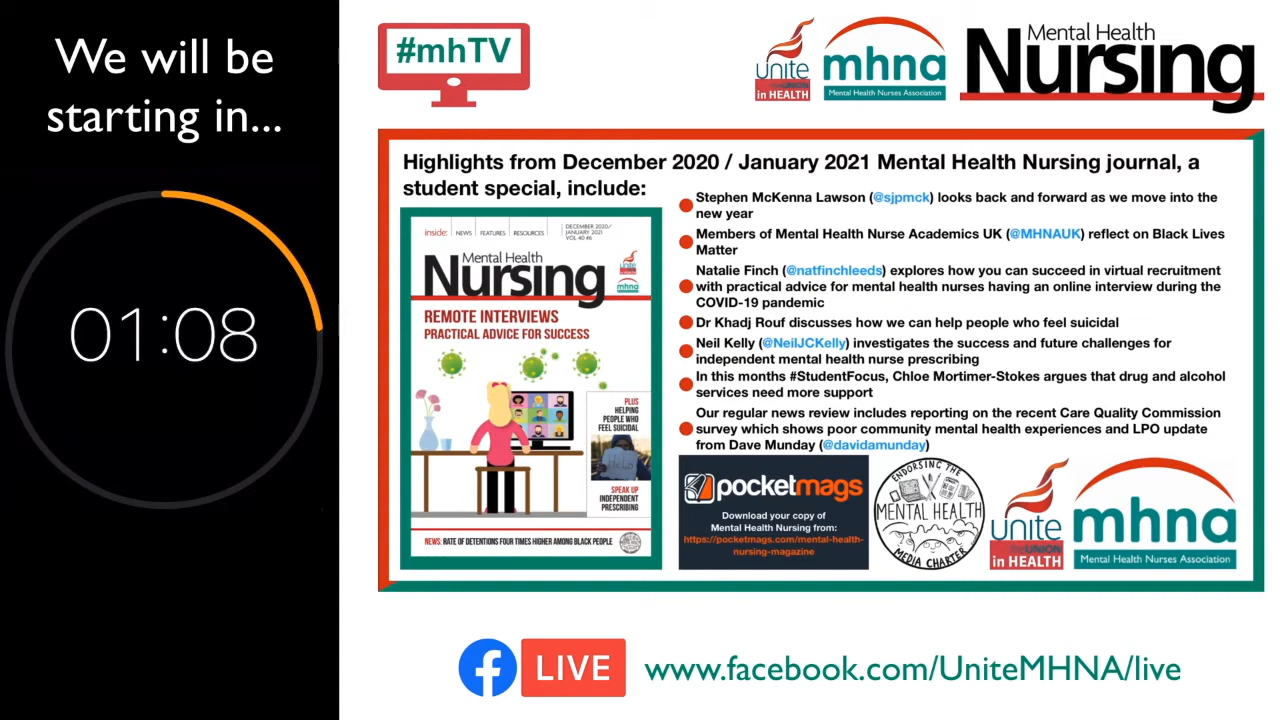 We will be
starting in...
01:08
#mhTV
unite
the UNION
in HEALTH
mhna
Mental Health Nurses Association
Mental Health
Nursing
Highlights from December 2020 / January 2021 Mental Health Nursing journal, a
student special, include:
inside: NEWS FEATURES RESOURCES
DECEMBER 2020/
JANUARY 2021
VOL 40 #6
Mental Health
Nursing
unite
in HEALTH
mhna
REMOTE INTERVIEWS
PRACTICAL ADVICE FOR SUCCESS
PLUS
HELPING
PEOPLE WHO
FEEL SUICIDAL
Help
SPEAK UP
INDEPENDENT
PRESCRIBING
NEWS: RATE OF DETENTIONS FOUR TIMES HIGHER AMONG BLACK PEOPLE
Stephen McKenna Lawson (@sjpmck) looks back and forward as we move into the
new year
Members of Mental Health Nurse Academics UK (@MHNAUK) reflect on Black Lives
Matter
Natalie Finch (@natfinchleeds) explores how you can succeed in virtual recruitment
with practical advice for mental health nurses having an online interview during the
COVID-19 pandemic
Dr Khadj Rouf discusses how we can help people who feel suicidal
Neil Kelly (@NeilJCKelly) investigates the success and future challenges for
independent mental health nurse prescribing
In this months #StudentFocus, Chloe Mortimer-Stokes argues that drug and alcohol
services need more support
Our regular news review includes reporting on the recent Care Quality Commission
survey which shows poor community mental health experiences and LPO update
from Dave Munday (@davidamunday)
pocketmags
Download your copy of
Mental Health Nursing from:
https://pocketmags.com/mental-health-
nursing-magazine
ENDORSING THE
MENTAL HEALTH
MEDIA CHARTER
unite
the UNION
in HEALTH
mhna
Mental Health Nurses Association
LIVE
www.facebook.com/UniteMHNA/live